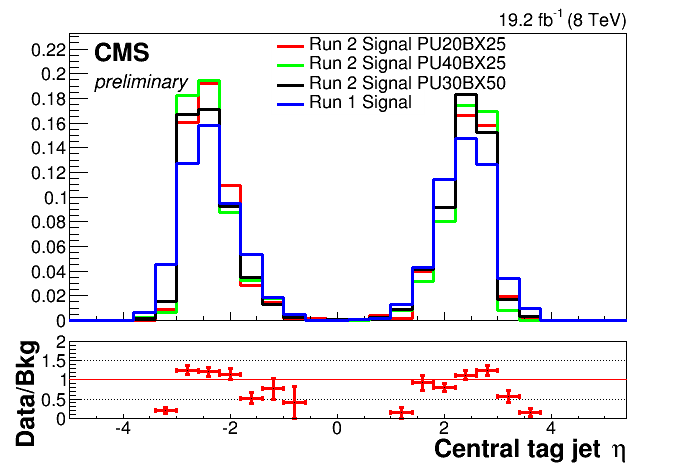 19.2 fb⁻¹ (8 TeV)
CMS
preliminary
Run 2 Signal PU20BX25
Run 2 Signal PU40BX25
Run 2 Signal PU30BX50
Run 1 Signal
0.22
0.2
0.18
0.16
0.14
0.12
0.1
0.08
0.06
0.04
0.02
0
Data/Bkg
2
1.5
1
0.5
0
-4 -2 0 2 4
Central tag jet η